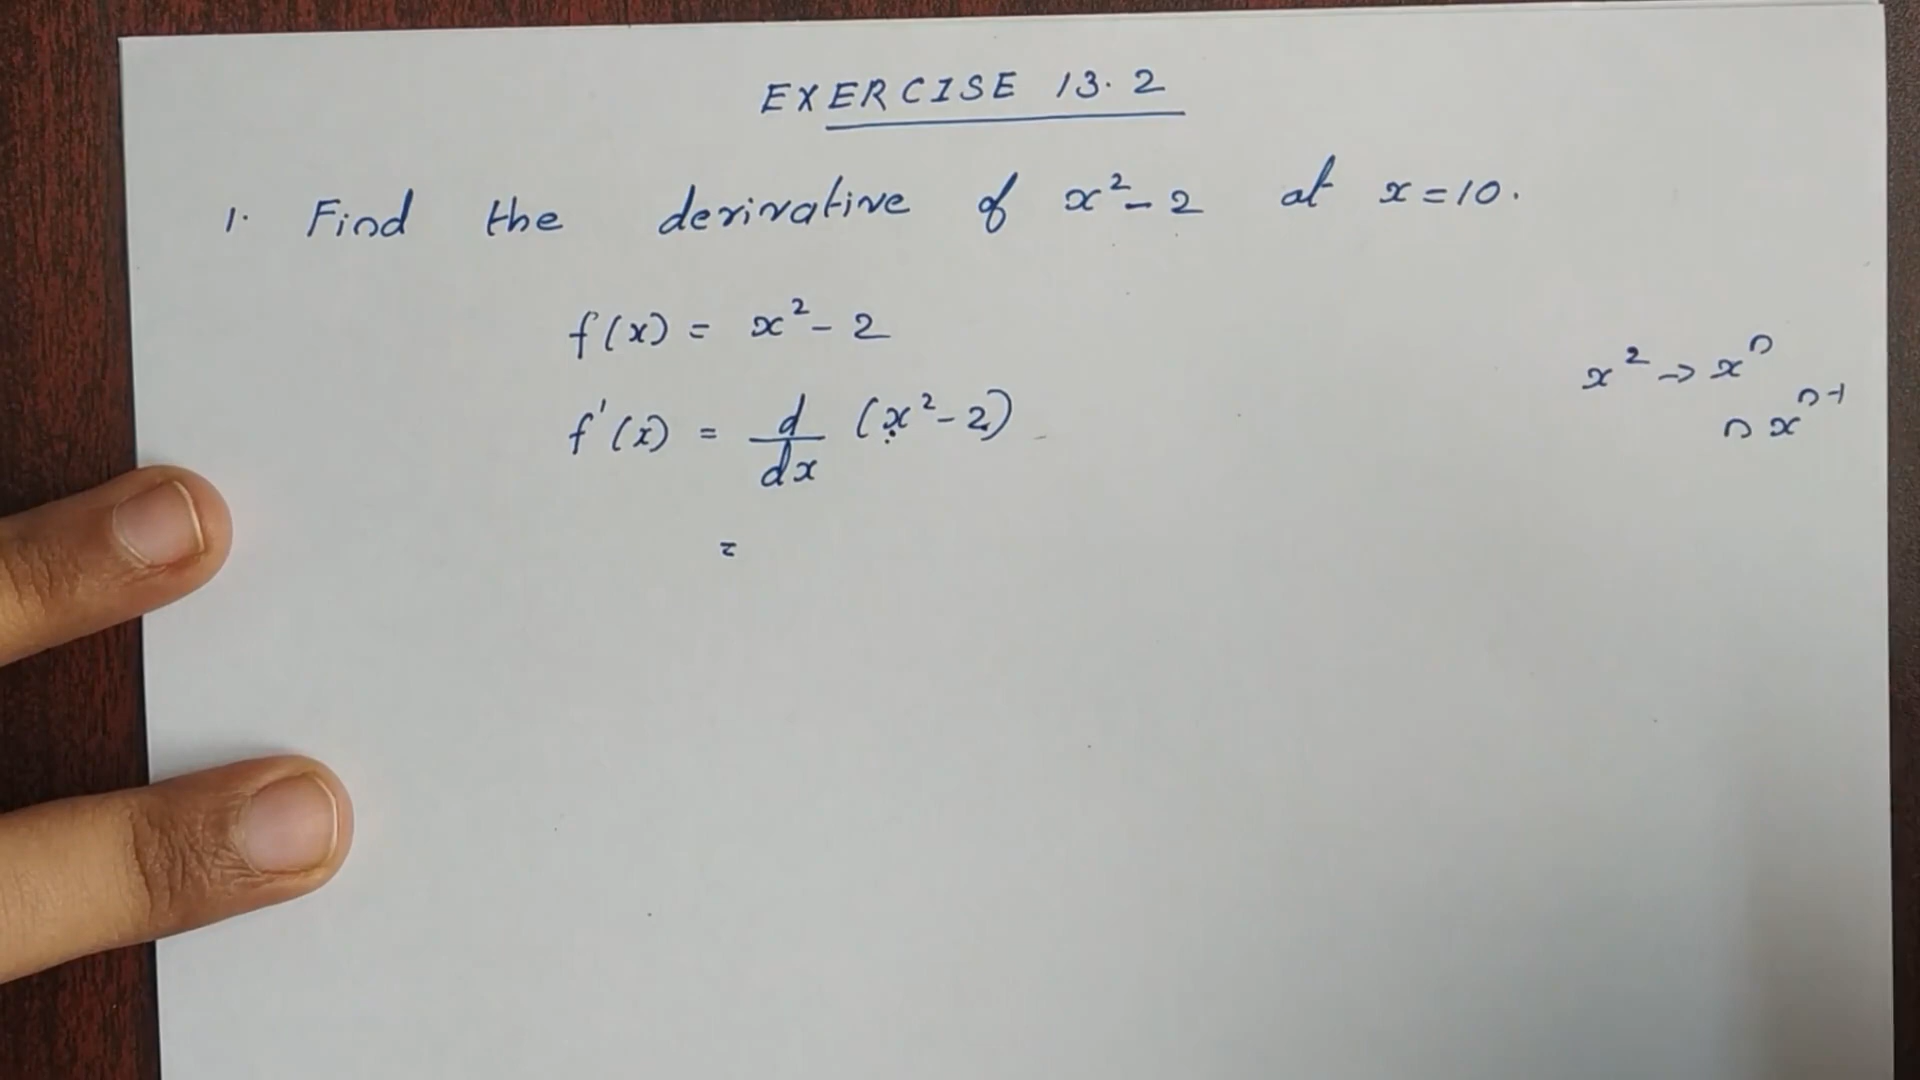 EXERCISE 13.2
1. Find the derivative of x² - 2 at x = 10.
f(x) = x² - 2
x² → xⁿ
f'(x) = d/dx (x² - 2)
n xⁿ⁻¹
=